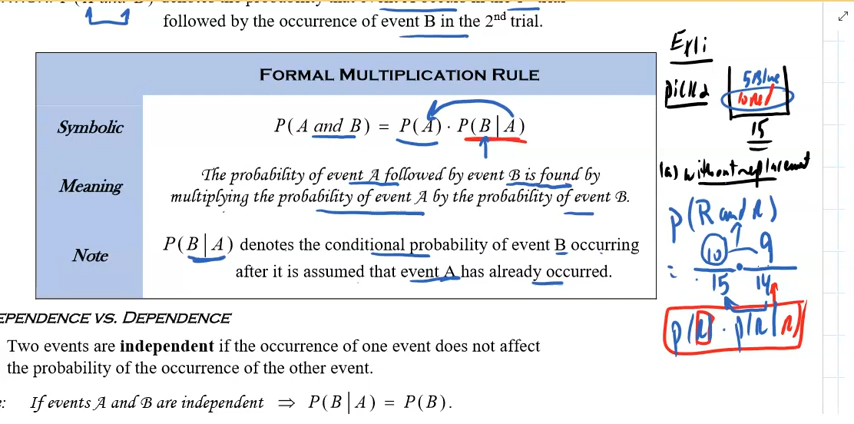 followed by the occurrence of event B in the 2nd trial.
FORMAL MULTIPLICATION RULE
Symbolic
P(A and B) = P(A) · P(B | A)
Meaning
The probability of event A followed by event B is found by
multiplying the probability of event A by the probability of event B.
Note
P(B | A) denotes the conditional probability of event B occurring
after it is assumed that event A has already occurred.
EPENDENCE VS. DEPENDENCE
Two events are independent if the occurrence of one event does not affect
the probability of the occurrence of the other event.
If events A and B are independent ⇒ P(B | A) = P(B).
pick 2
5 Blue
10 Red
15
(a) without replacement
P(R and R)
= 10/15 · 9/14
P(R) · P(R | R)